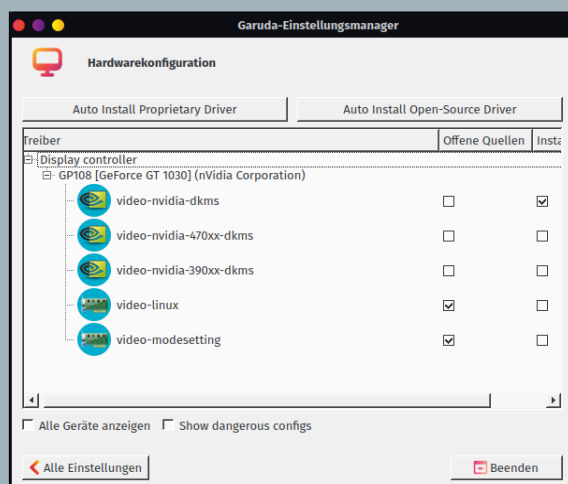 Garuda-Einstellungsmanager
Hardwarekonfiguration
Auto Install Proprietary Driver Auto Install Open-Source Driver
Treiber Offene Quellen Insta
Display controller
GP108 [GeForce GT 1030] (nVidia Corporation)
video-nvidia-dkms
video-nvidia-470xx-dkms
video-nvidia-390xx-dkms
video-linux
video-modesetting
Alle Geräte anzeigen Show dangerous configs
Alle Einstellungen Beenden